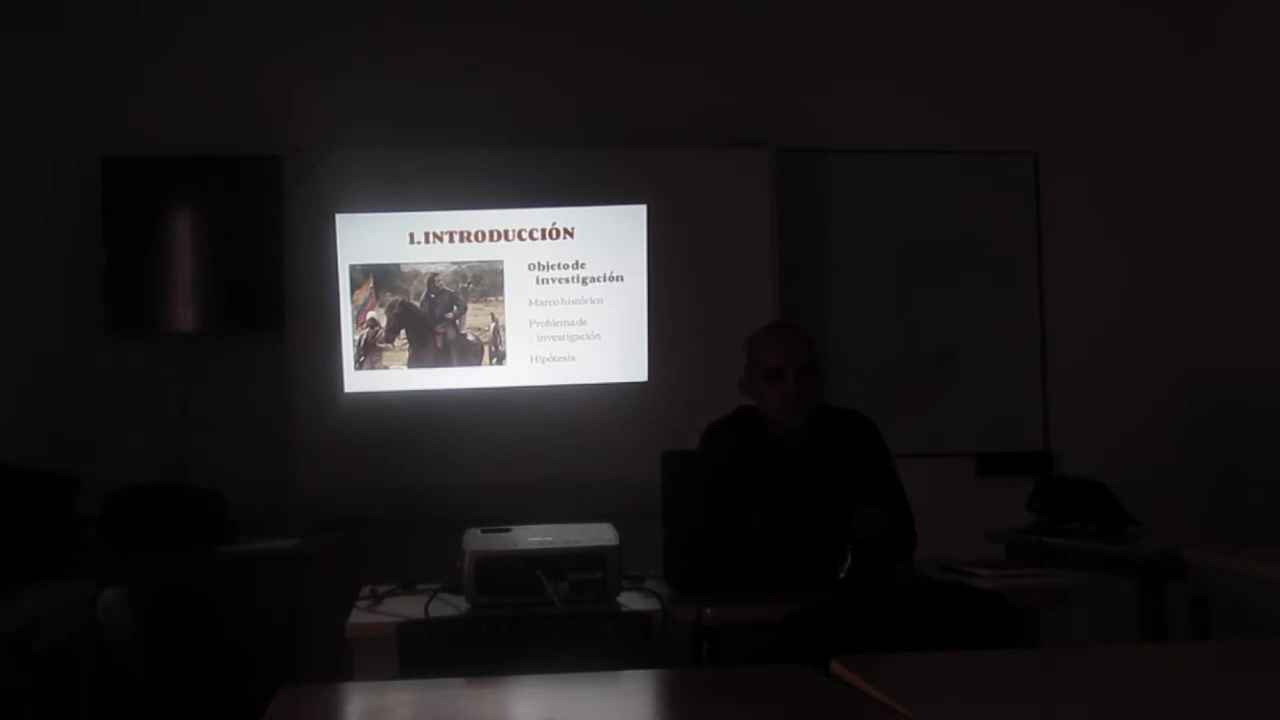 1. INTRODUCCIÓN
Objeto de
investigación
Marco histórico
Problema de
investigación
Hipótesis